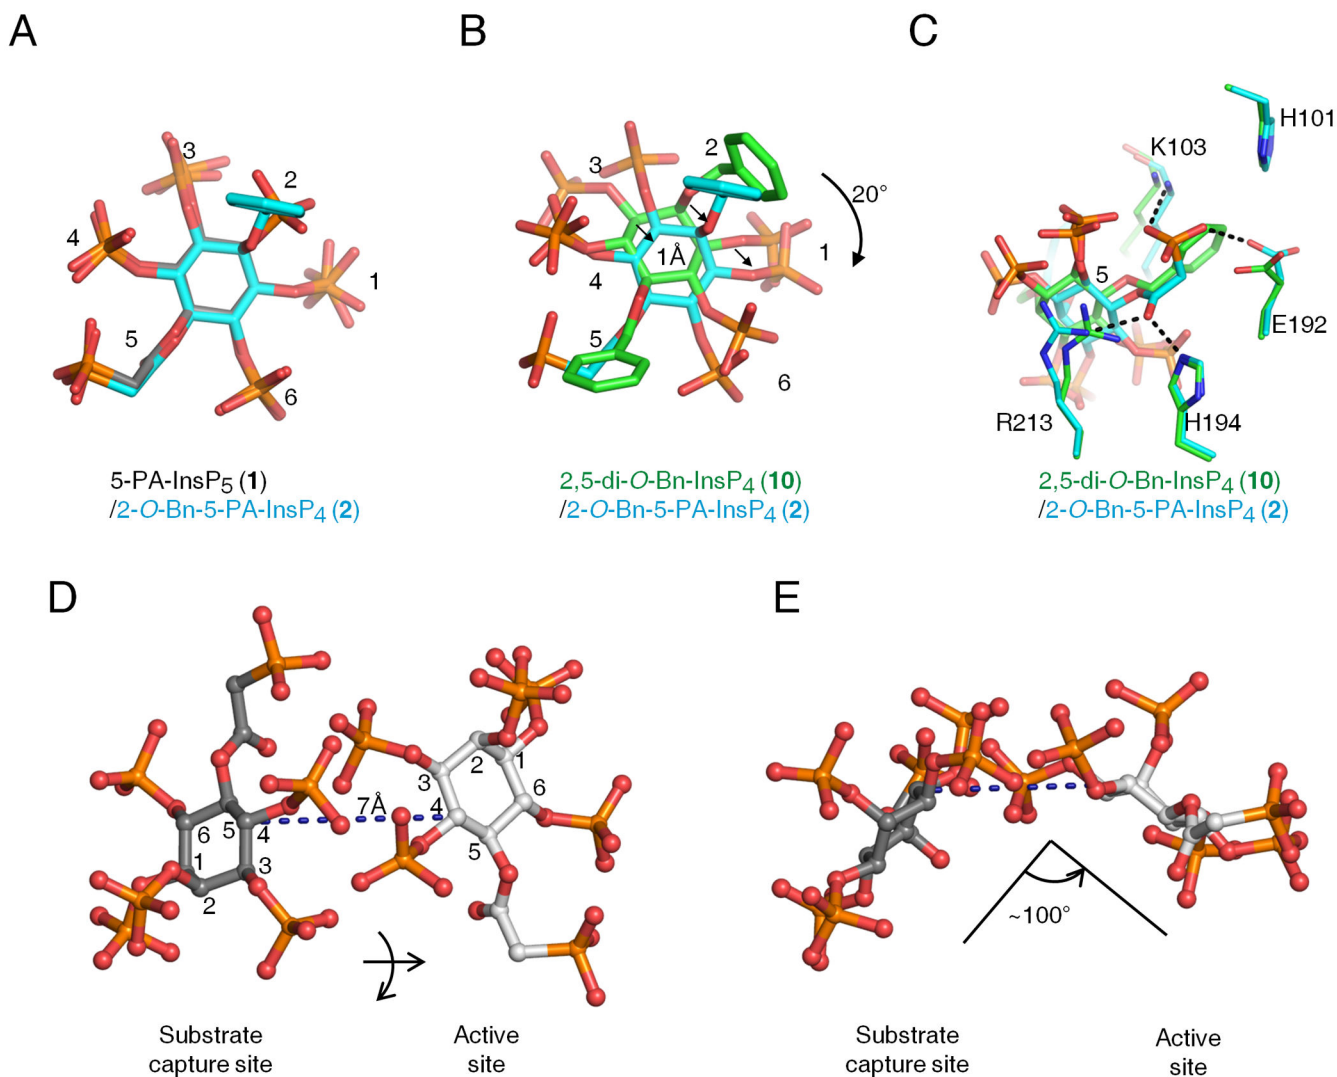 A
3
2
4
1
5
6
5-PA-InsP5 (1)
/2-O-Bn-5-PA-InsP4 (2)
B
2
3
20°
1Å
1
4
5
6
2,5-di-O-Bn-InsP4 (10)
/2-O-Bn-5-PA-InsP4 (2)
C
H101
K103
5
E192
R213
H194
2,5-di-O-Bn-InsP4 (10)
/2-O-Bn-5-PA-InsP4 (2)
D
1
2
3
6
7Å
4
6
5
4
5
1
3
2
Substrate
capture site
Active
site
E
~100°
Substrate
capture site
Active
site